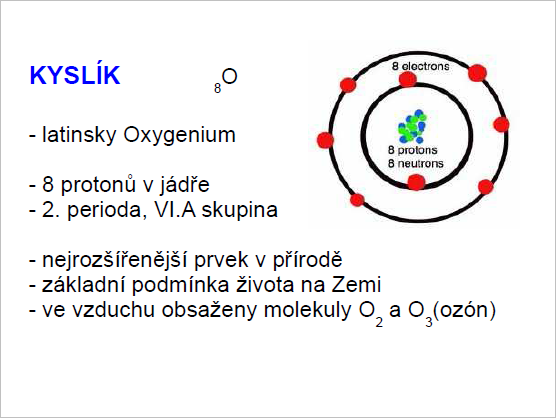 KYSLÍK ₈O
- latinsky Oxygenium
- 8 protonů v jádře
- 2. perioda, VI.A skupina
- nejrozšířenější prvek v přírodě
- základní podmínka života na Zemi
- ve vzduchu obsaženy molekuly O₂ a O₃(ozón)
8 electrons
8 protons
8 neutrons